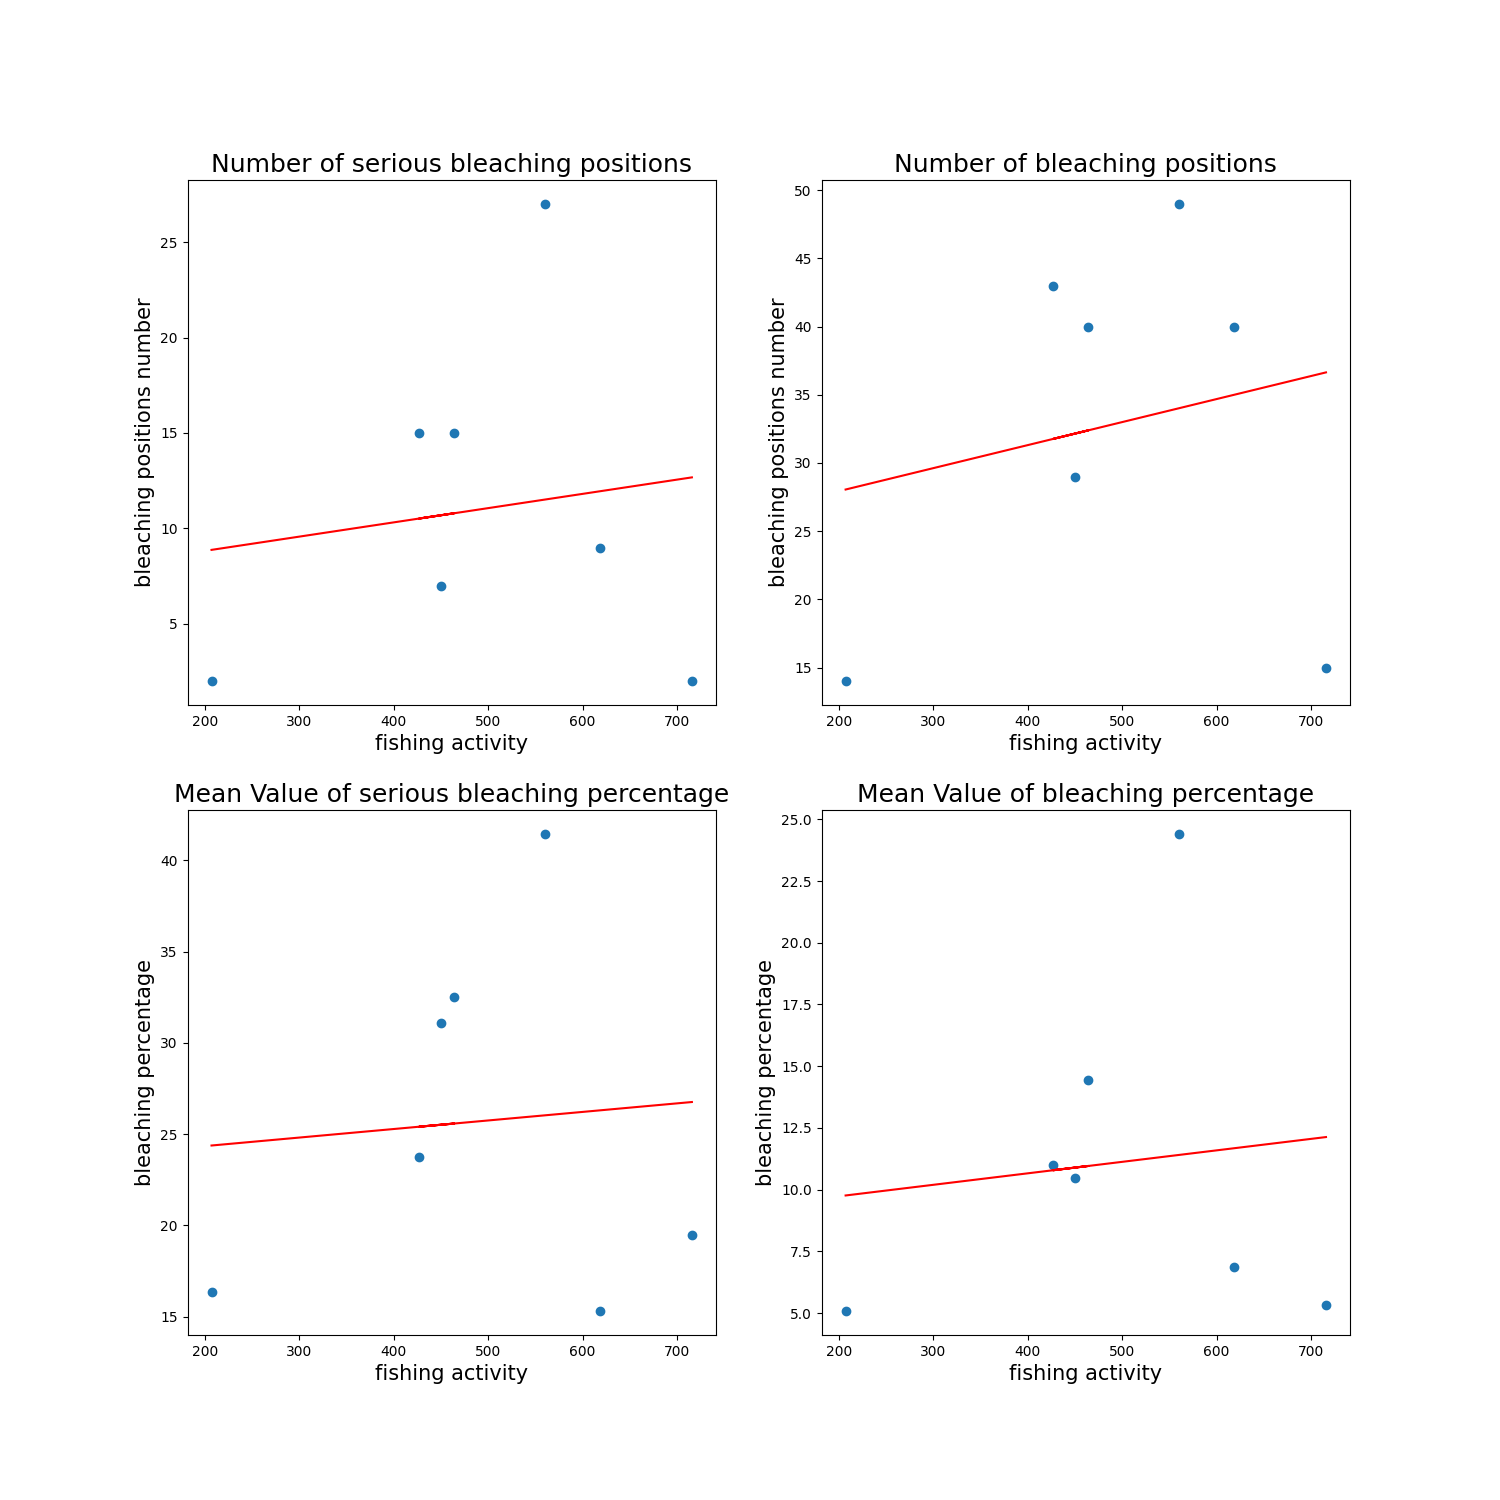 Number of serious bleaching positions
Number of bleaching positions
bleaching positions number
25
20
15
10
5
200 300 400 500 600 700
fishing activity
bleaching positions number
50
45
40
35
30
25
20
15
200 300 400 500 600 700
fishing activity
Mean Value of serious bleaching percentage
Mean Value of bleaching percentage
bleaching percentage
40
35
30
25
20
15
200 300 400 500 600 700
fishing activity
bleaching percentage
25.0
22.5
20.0
17.5
15.0
12.5
10.0
7.5
5.0
200 300 400 500 600 700
fishing activity